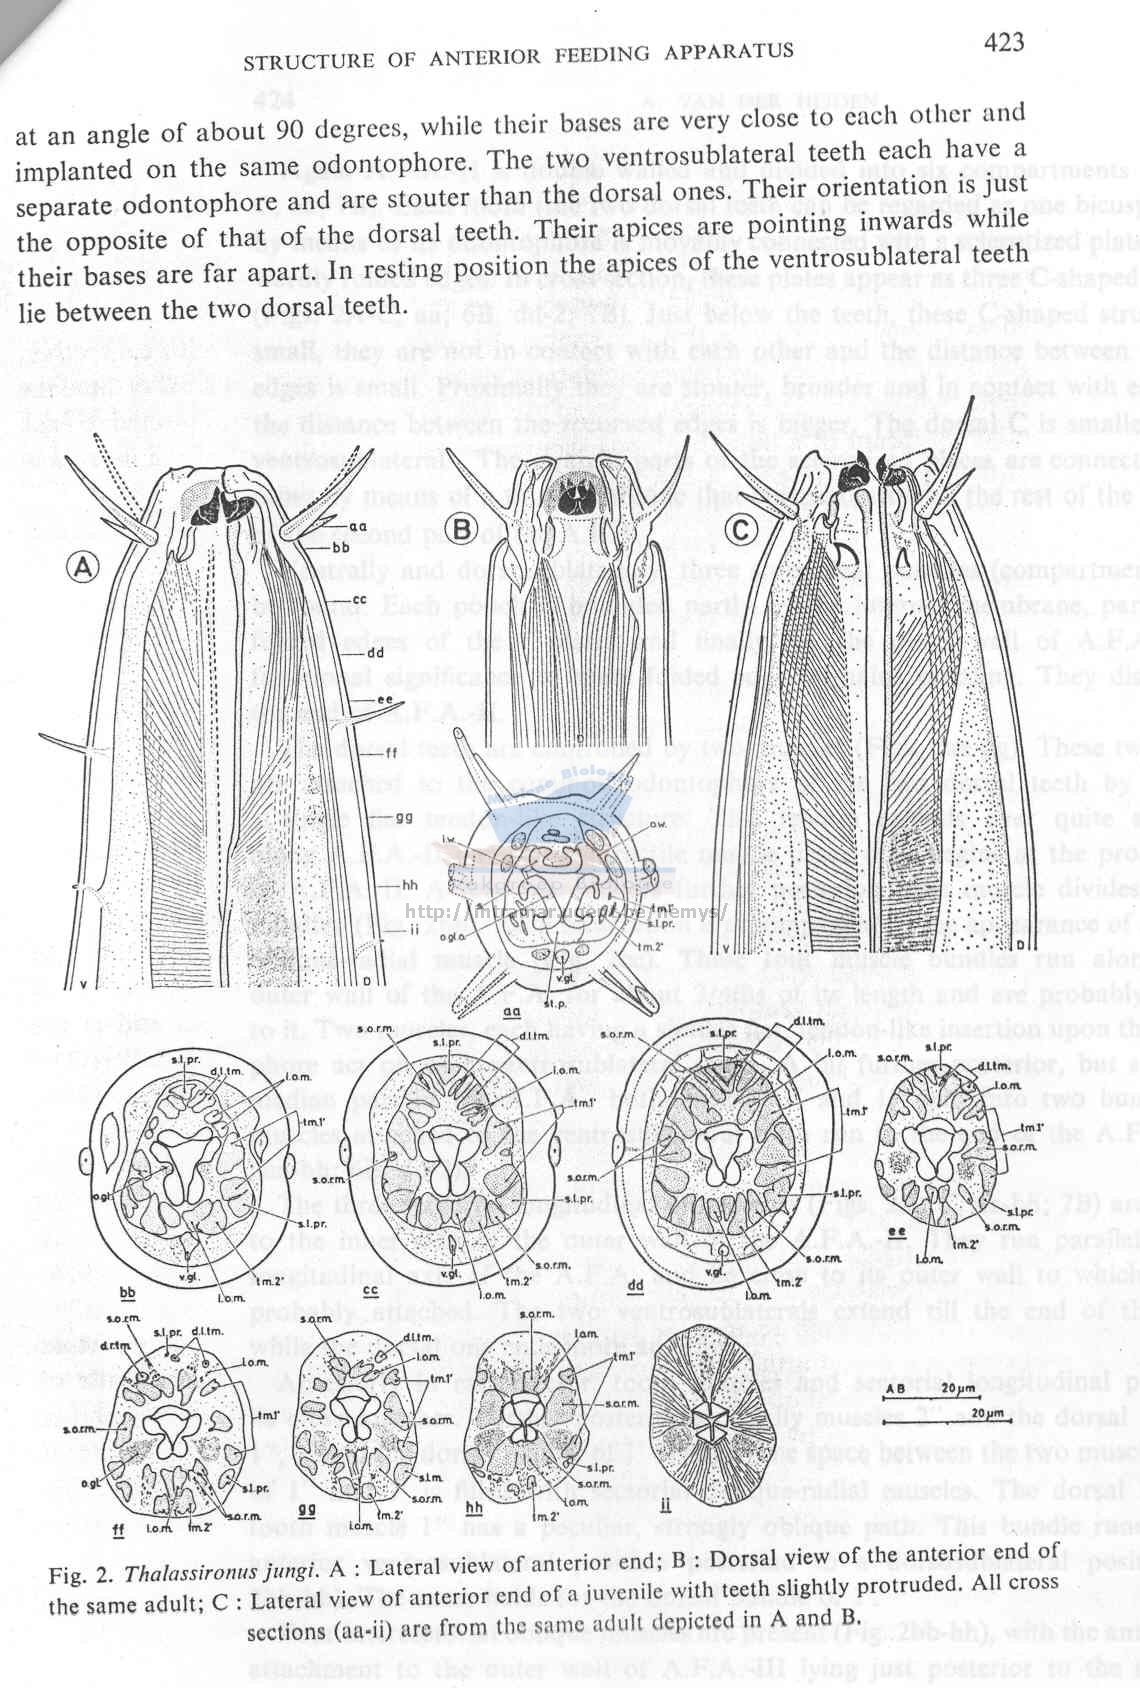 STRUCTURE OF ANTERIOR FEEDING APPARATUS 423
at an angle of about 90 degrees, while their bases are very close to each other and
implanted on the same odontophore. The two ventrosublateral teeth each have a
separate odontophore and are stouter than the dorsal ones. Their orientation is just
the opposite of that of the dorsal teeth. Their apices are pointing inwards while
their bases are far apart. In resting position the apices of the ventrosublateral teeth
lie between the two dorsal teeth.
A
B
C
aa
bb
cc
dd
ee
ff
gg
hh
ii
V D
D
V D
i.w. o.w.
o.gl.o. tm.1' s.l.pr. tm.2'
v.gl.
st.p.
aa
http://intramar.ugent.be/nemys/
s.l.pr. d.l.tm. l.o.m. tm.1' o.gl. s.l.pr. v.gl. tm.2' l.o.m.
bb
s.o.r.m. s.l.pr. d.l.tm. l.o.m. tm.1' s.o.r.m. s.l.pr. s.o.r.m. v.gl. tm.2' l.o.m.
cc
s.o.r.m. s.l.pr. d.l.tm. l.o.m. tm.1' s.o.r.m. s.l.pr. s.o.r.m. v.gl. tm.2' l.o.m.
dd
s.o.r.m. s.l.pr. d.l.tm. l.o.m. tm.1' s.o.r.m. s.l.pr. s.o.r.m. tm.2' l.o.m.
ee
s.o.r.m. s.l.pr. d.l.tm. d.r.tm. l.o.m. tm.1' s.o.r.m. o.gl. s.l.pr. s.o.r.m. l.o.m. tm.2'
ff
s.o.r.m. d.l.tm. l.o.m. tm.1' s.o.r.m. s.l.m. s.o.r.m. tm.2' l.o.m.
gg
s.o.r.m. l.o.m. tm.1' s.o.r.m. s.l.pr. s.o.r.m. l.o.m. tm.2'
hh
ii
A B 20 µm
20 µm
Fig. 2. Thalassironus jungi. A : Lateral view of anterior end; B : Dorsal view of the anterior end of
the same adult; C : Lateral view of anterior end of a juvenile with teeth slightly protruded. All cross
sections (aa-ii) are from the same adult depicted in A and B.